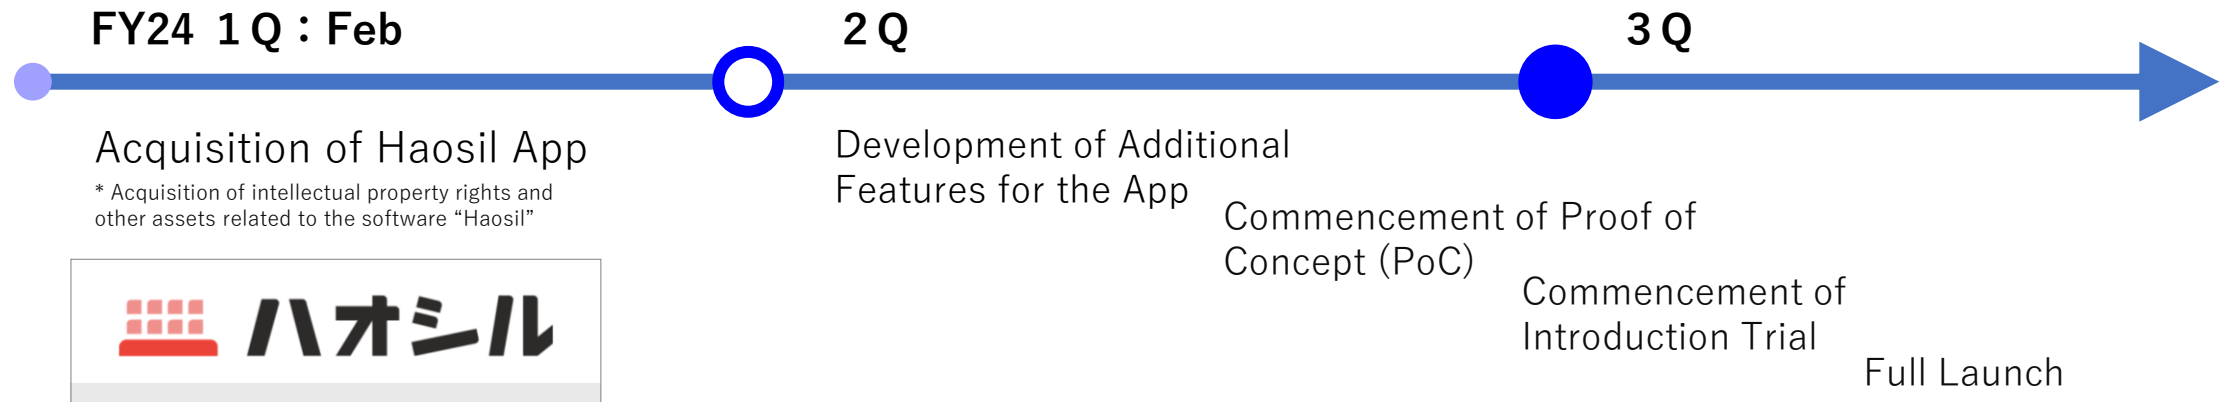 FY24 1Q：Feb
2Q
3Q
Acquisition of Haosil App
* Acquisition of intellectual property rights and
other assets related to the software “Haosil”
ハオシル
Development of Additional
Features for the App
Commencement of Proof of
Concept (PoC)
Commencement of
Introduction Trial
Full Launch